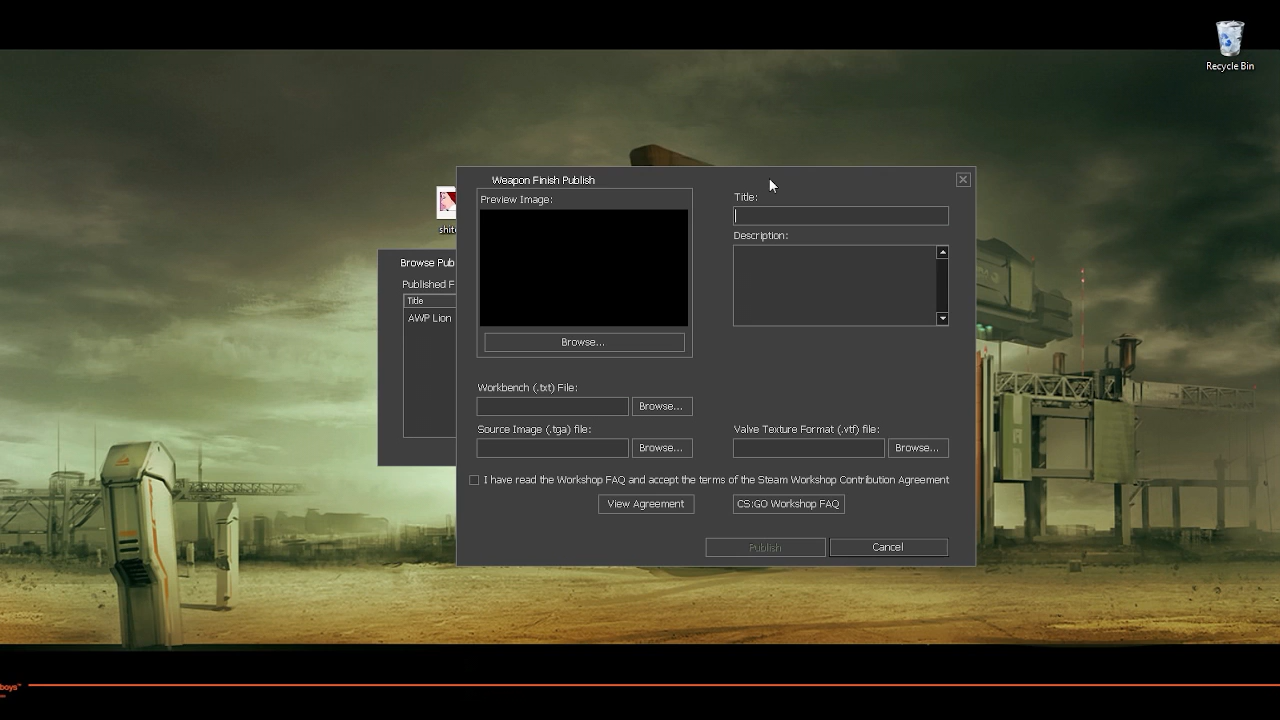 Recycle Bin
Weapon Finish Publish
Preview Image:
Browse...
Title:
Description:
Browse Pub
Published F
Title
AWP Lion
Workbench (.txt) File:
Browse...
Source Image (.tga) file:
Browse...
Valve Texture Format (.vtf) file:
Browse...
I have read the Workshop FAQ and accept the terms of the Steam Workshop Contribution Agreement
View Agreement
CS:GO Workshop FAQ
Publish
Cancel
boys™